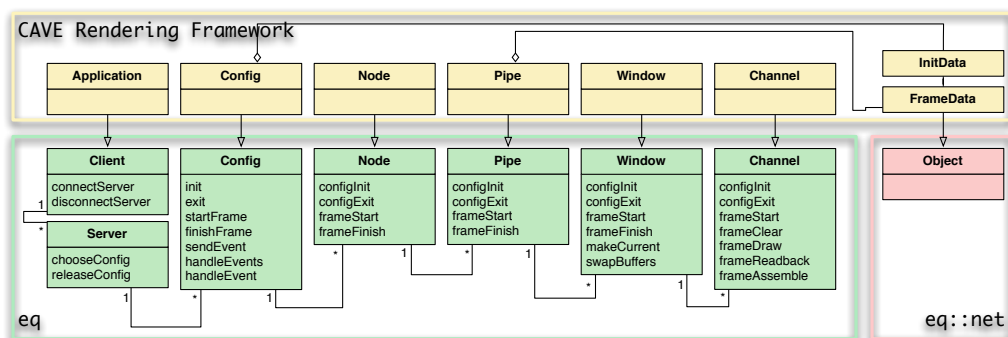 CAVE Rendering Framework
InitData
Application
Config
Node
Pipe
Window
Channel
FrameData
Client
connectServer
disconnectServer
1
*
Server
chooseConfig
releaseConfig
1
*
Config
init
exit
startFrame
finishFrame
sendEvent
handleEvents
handleEvent
1
*
Node
configInit
configExit
frameStart
frameFinish
1
*
Pipe
configInit
configExit
frameStart
frameFinish
1
*
Window
configInit
configExit
frameStart
frameFinish
makeCurrent
swapBuffers
1
*
Channel
configInit
configExit
frameStart
frameClear
frameDraw
frameReadback
frameAssemble
Object
eq
eq::net